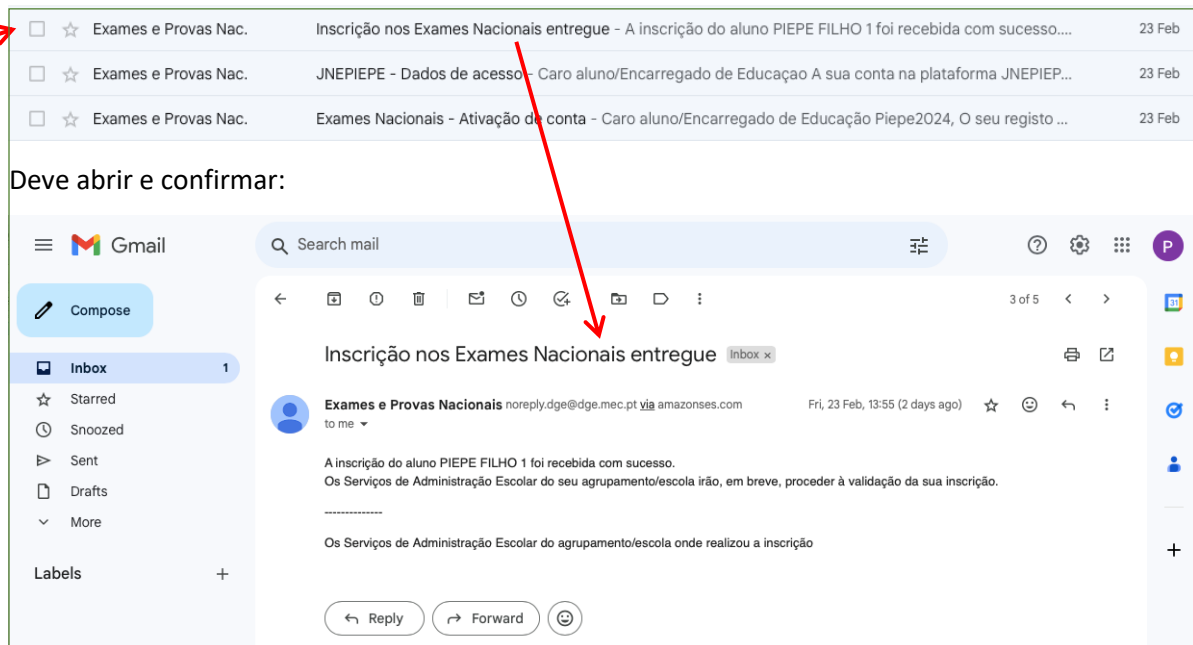 Exames e Provas Nac. Inscrição nos Exames Nacionais entregue - A inscrição do aluno PIEPE FILHO 1 foi recebida com sucesso.... 23 Feb
Exames e Provas Nac. JNEPIEPE - Dados de acesso - Caro aluno/Encarregado de Educaçao A sua conta na plataforma JNEPIEP... 23 Feb
Exames e Provas Nac. Exames Nacionais - Ativação de conta - Caro aluno/Encarregado de Educação Piepe2024, O seu registo ... 23 Feb
Deve abrir e confirmar:
Gmail Search mail P
Compose 3 of 5 31
Inscrição nos Exames Nacionais entregue Inbox x
Inbox 1
Starred Exames e Provas Nacionais noreply.dge@dge.mec.pt via amazonses.com Fri, 23 Feb, 13:55 (2 days ago)
to me
Snoozed
Sent A inscrição do aluno PIEPE FILHO 1 foi recebida com sucesso.
Os Serviços de Administração Escolar do seu agrupamento/escola irão, em breve, proceder à validação da sua inscrição.
Drafts
--------------
More
Os Serviços de Administração Escolar do agrupamento/escola onde realizou a inscrição
Labels +
Reply Forward